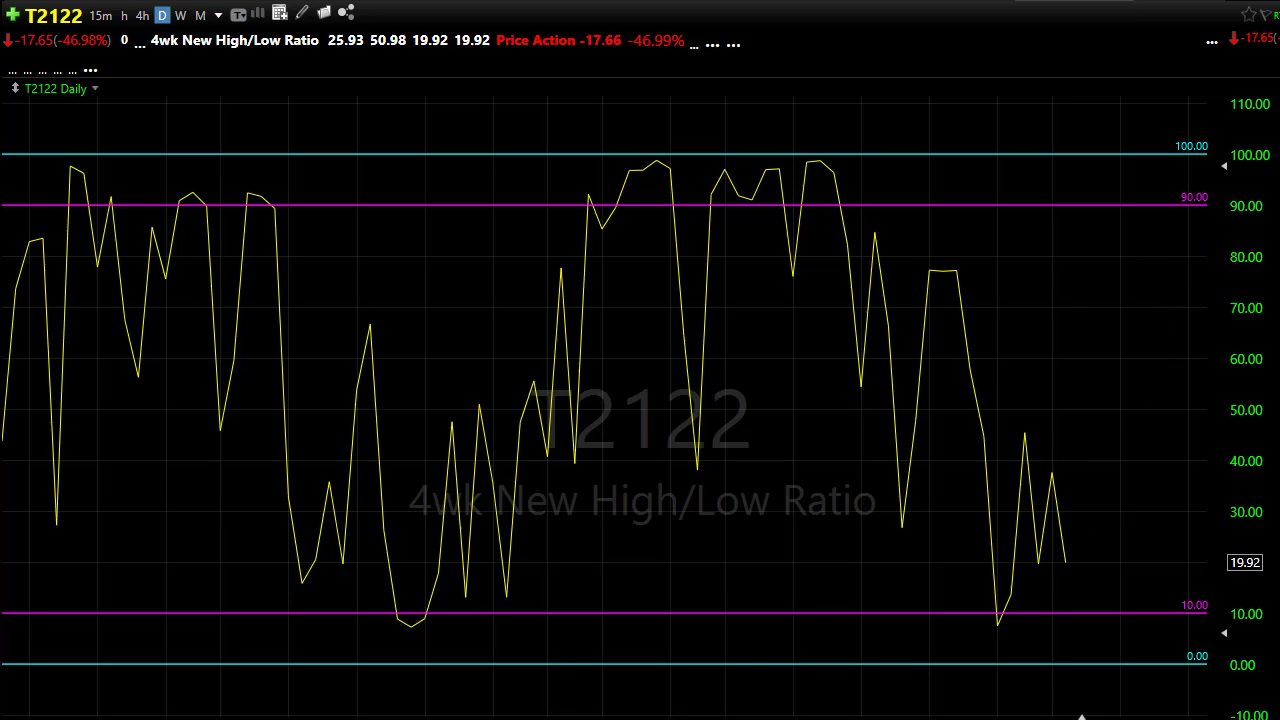 T2122 15m h 4h D W M T
-17.65(-46.98%) 0 ... 4wk New High/Low Ratio 25.93 50.98 19.92 19.92 Price Action -17.66 -46.99% ... ... ... ... -17.65(-
... ... ... ... ... ...
T2122 Daily
110.00
100.00 100.00
90.00 90.00
80.00
70.00
60.00
50.00
T2122
40.00
4wk New High/Low Ratio
30.00
19.92
10.00 10.00
0.00 0.00
-10.00